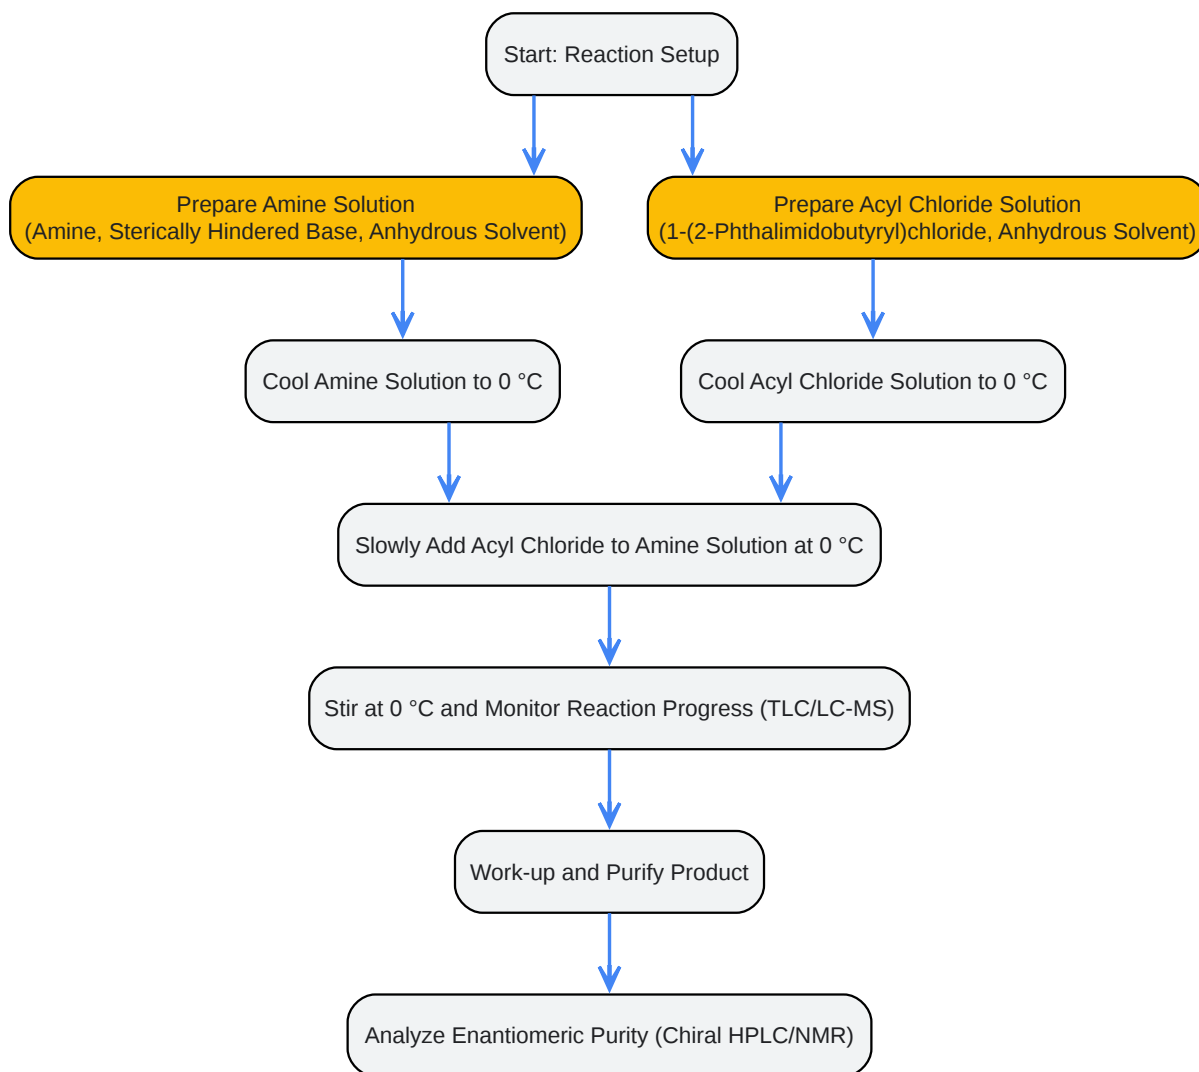 Start: Reaction Setup
Prepare Amine Solution
(Amine, Sterically Hindered Base, Anhydrous Solvent)
Prepare Acyl Chloride Solution
(1-(2-Phthalimidobutyryl)chloride, Anhydrous Solvent)
Cool Amine Solution to 0 °C
Cool Acyl Chloride Solution to 0 °C
Slowly Add Acyl Chloride to Amine Solution at 0 °C
Stir at 0 °C and Monitor Reaction Progress (TLC/LC-MS)
Work-up and Purify Product
Analyze Enantiomeric Purity (Chiral HPLC/NMR)